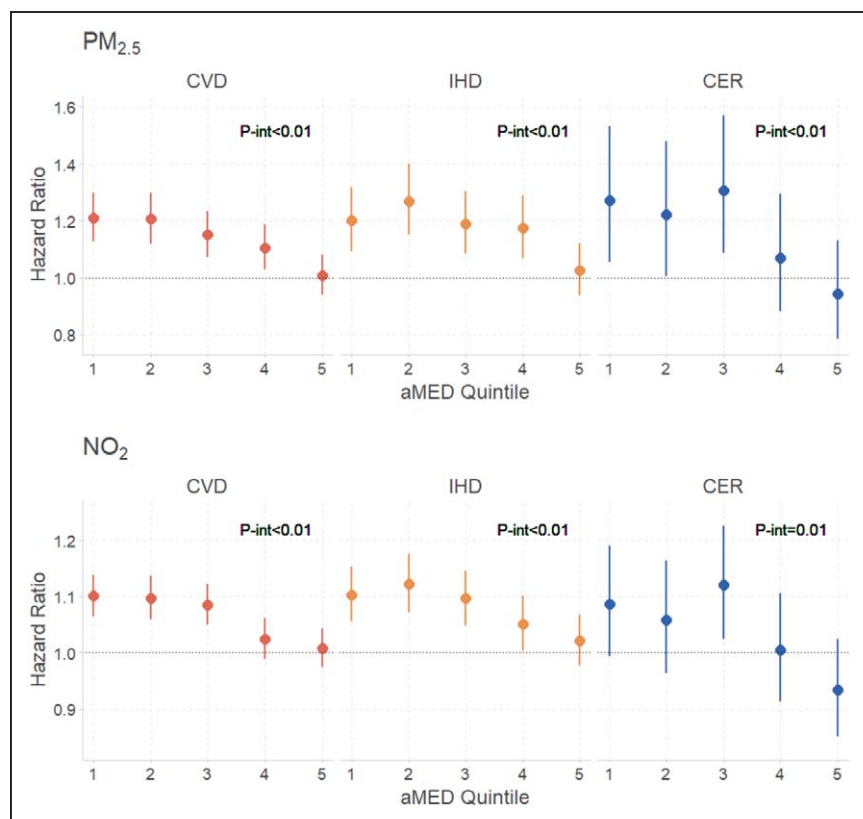 PM2.5
CVD IHD CER
1.6
1.4
1.2
1.0
0.8
Hazard Ratio
P-int<0.01 P-int<0.01 P-int<0.01
1 2 3 4 5 1 2 3 4 5 1 2 3 4 5
aMED Quintile
NO2
CVD IHD CER
1.2
1.1
1.0
0.9
Hazard Ratio
P-int<0.01 P-int<0.01 P-int=0.01
1 2 3 4 5 1 2 3 4 5 1 2 3 4 5
aMED Quintile